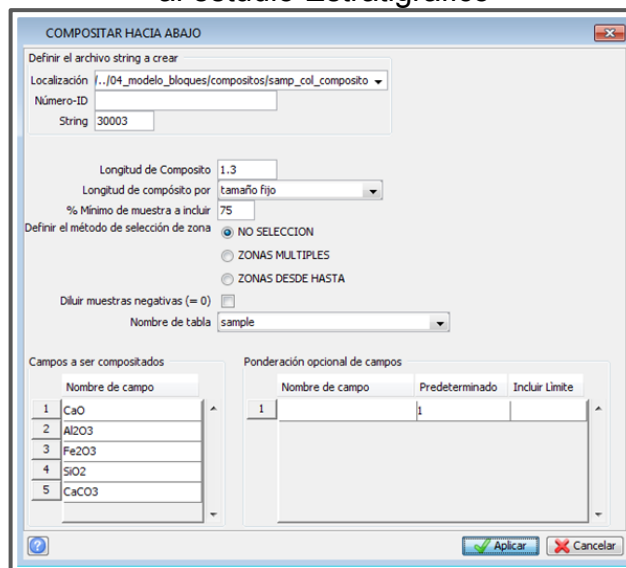 al estudio Estratigráfico
COMPOSITAR HACIA ABAJO
Definir el archivo string a crear
Localización /../04_modelo_bloques/compositos/samp_col_composito
Número-ID
String 30003
Longitud de Composito 1.3
Longitud de compósito por tamaño fijo
% Mínimo de muestra a incluir 75
Definir el método de selección de zona NO SELECCION
ZONAS MULTIPLES
ZONAS DESDE HASTA
Diluir muestras negativas (= 0)
Nombre de tabla sample
Campos a ser compositados Ponderación opcional de campos
Nombre de campo Nombre de campo Predeterminado Incluir Límite
1 CaO 1 1
2 Al2O3
3 Fe2O3
4 SiO2
5 CaCO3
Aplicar Cancelar